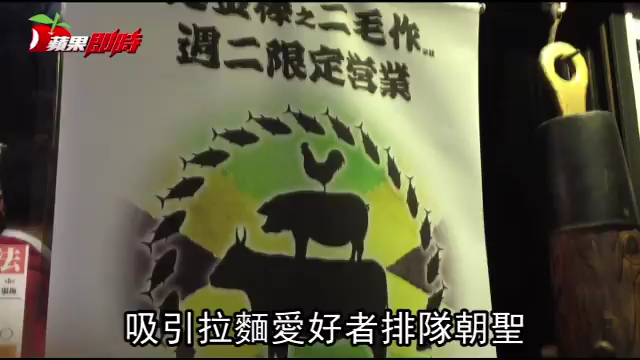 蘋果即時
之二毛作
週二限定營業
法
吸引拉麵愛好者排隊朝聖